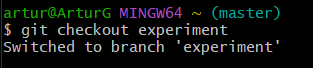 artur@ArturG MINGW64 ~ (master)
$ git checkout experiment
Switched to branch 'experiment'